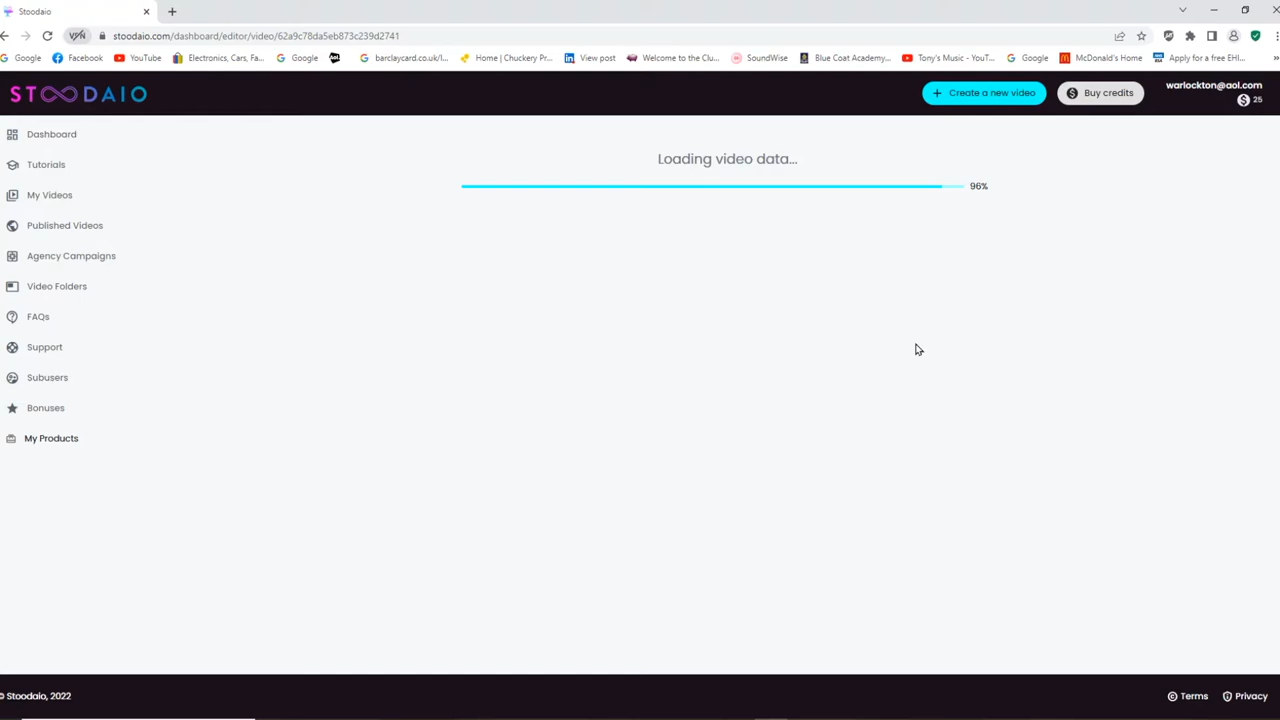 Stoodaio
VPN
stoodaio.com/dashboard/editor/video/62a9c78da5eb873c239d2741
Google Facebook YouTube Electronics, Cars, Fa... Google Aol. barclaycard.co.uk/l... Home | Chuckery Pr... View post Welcome to the Clu... SoundWise Blue Coat Academy... Tony's Music - YouT... Google McDonald's Home Apply for a free EHI... »
STOODAIO
+ Create a new video
Buy credits
warlockton@aol.com
25
Dashboard
Tutorials
My Videos
Published Videos
Agency Campaigns
Video Folders
FAQs
Support
Subusers
Bonuses
My Products
Loading video data...
96%
© Stoodaio, 2022
Terms
Privacy